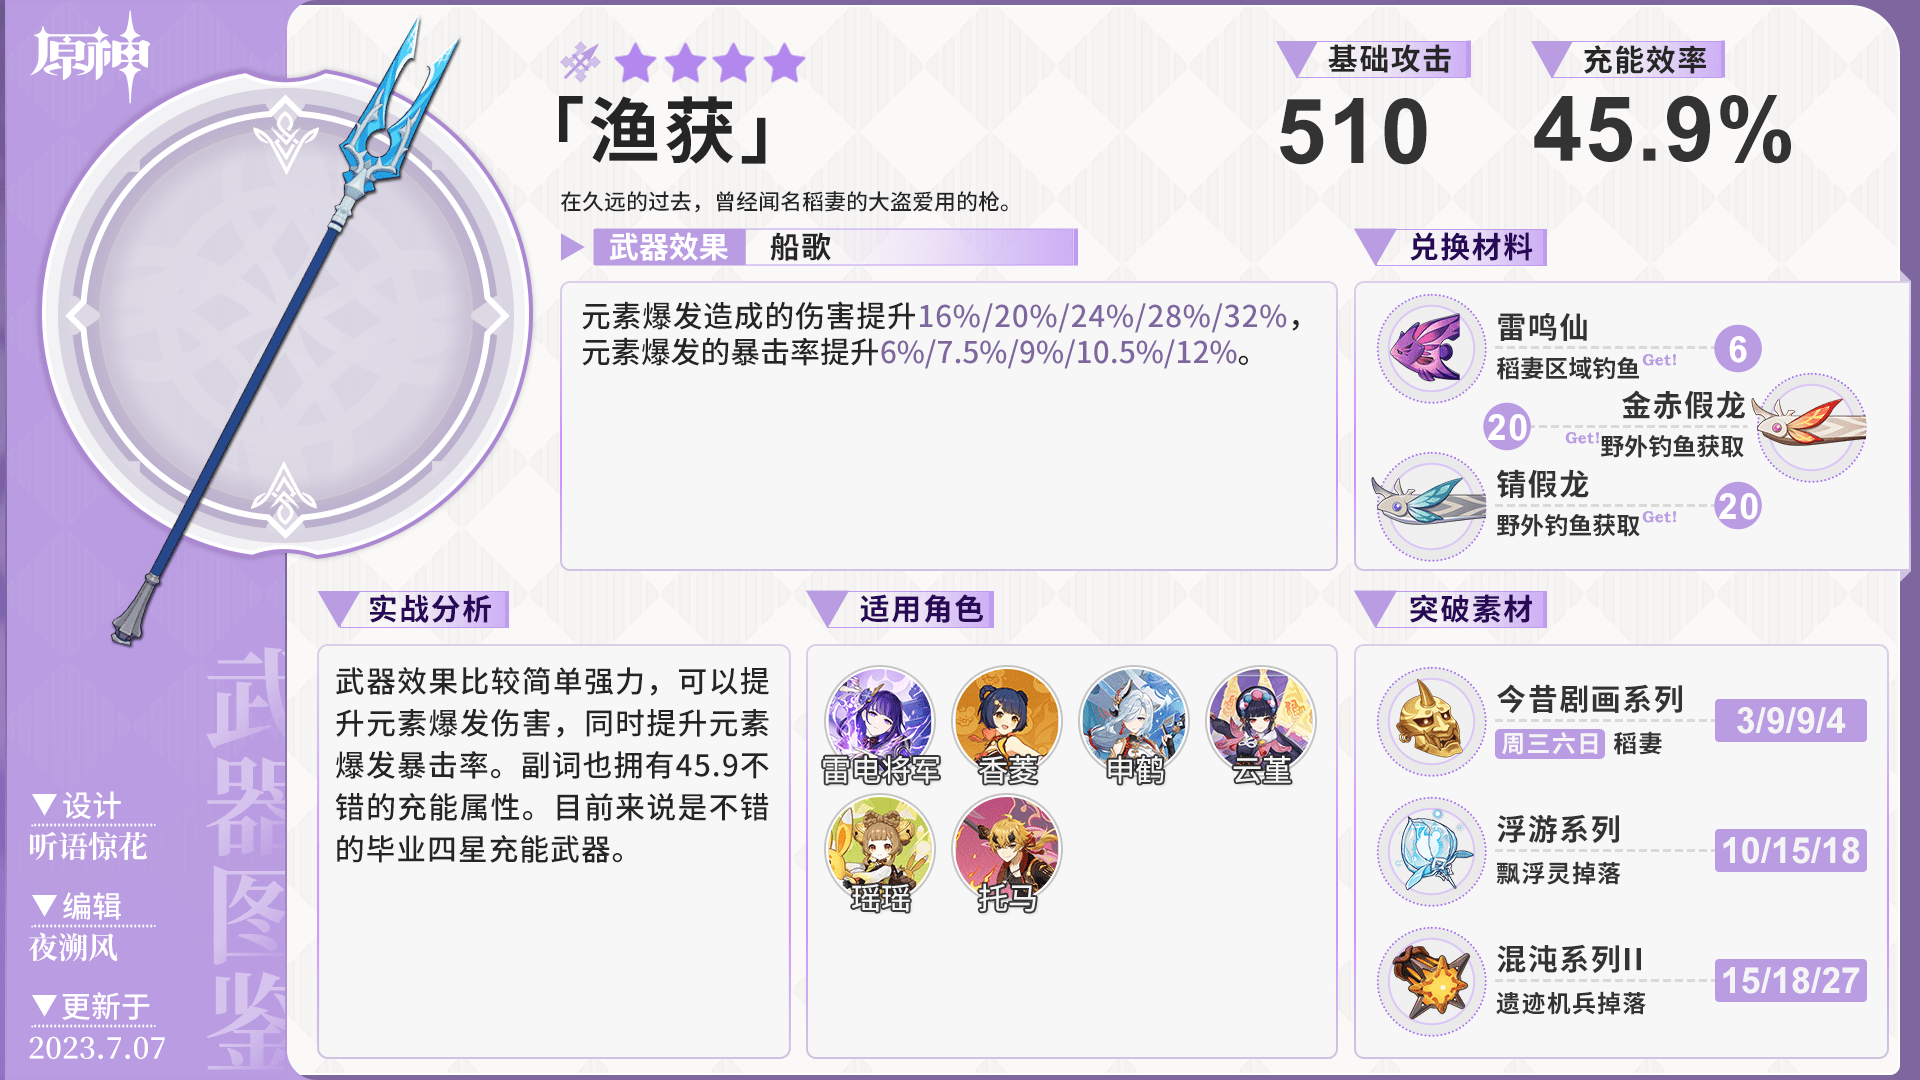 原神
「渔获」
在久远的过去，曾经闻名稻妻的大盗爱用的枪。
基础攻击
510
充能效率
45.9%
武器效果
船歌
元素爆发造成的伤害提升16%/20%/24%/28%/32%，
元素爆发的暴击率提升6%/7.5%/9%/10.5%/12%。
兑换材料
雷鸣仙
稻妻区域钓鱼 Get!
6
金赤假龙
Get! 野外钓鱼获取
20
锖假龙
野外钓鱼获取 Get!
20
实战分析
武器效果比较简单强力，可以提
升元素爆发伤害，同时提升元素
爆发暴击率。副词也拥有45.9不
错的充能属性。目前来说是不错
的毕业四星充能武器。
适用角色
雷电将军
香菱
申鹤
云堇
瑶瑶
托马
突破素材
今昔剧画系列
周三六日 稻妻
3/9/9/4
浮游系列
飘浮灵掉落
10/15/18
混沌系列II
遗迹机兵掉落
15/18/27
武器图鉴
▼设计
听语惊花
▼编辑
夜溯风
▼更新于
2023.7.07